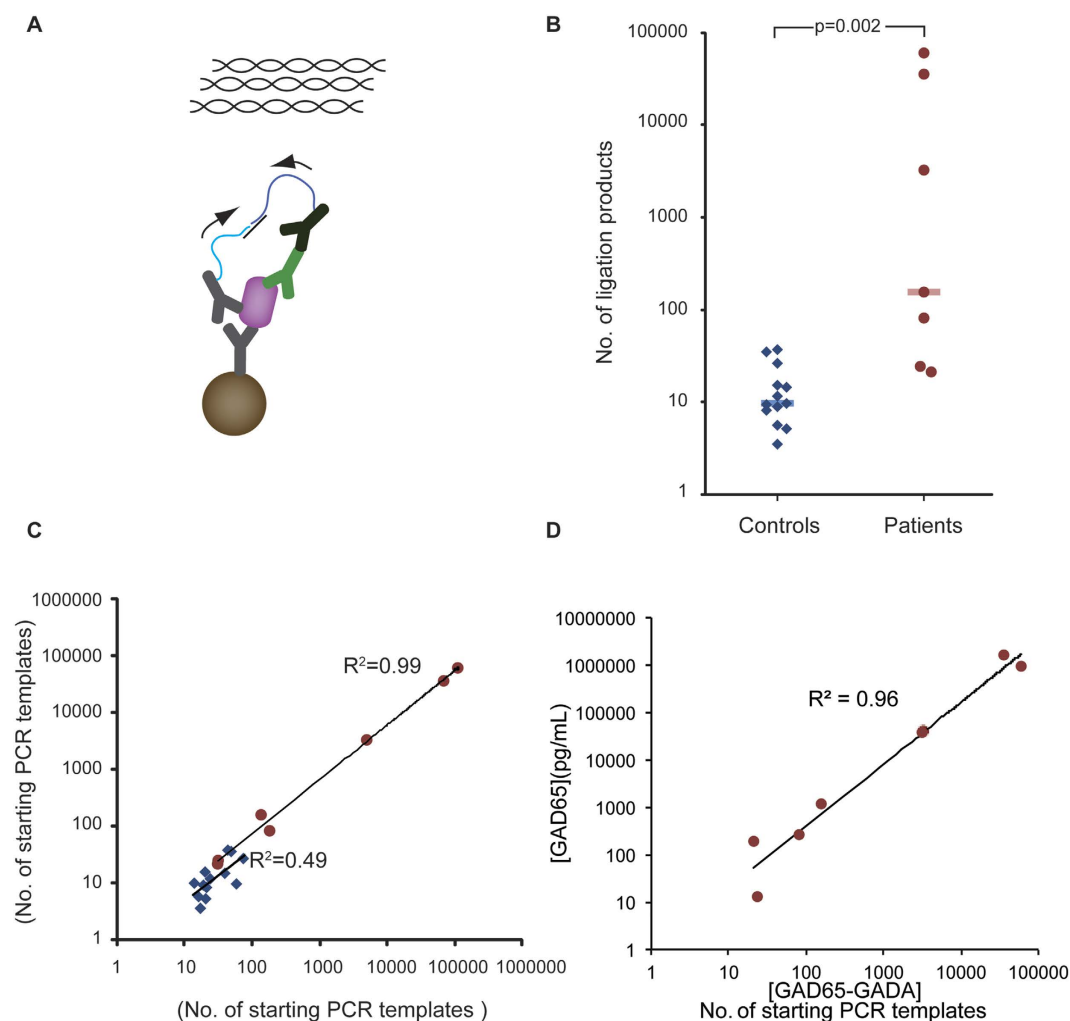 A
B
p=0.002
100000
10000
1000
100
10
1
No. of ligation products
Controls
Patients
C
1000000
100000
10000
1000
100
10
1
(No. of starting PCR templates)
R²=0.99
R²=0.49
1 10 100 1000 10000 100000 1000000
(No. of starting PCR templates )
D
10000000
1000000
100000
10000
1000
100
10
1
[GAD65](pg/mL)
R² = 0.96
1 10 100 1000 10000 100000
[GAD65-GADA]
No. of starting PCR templates